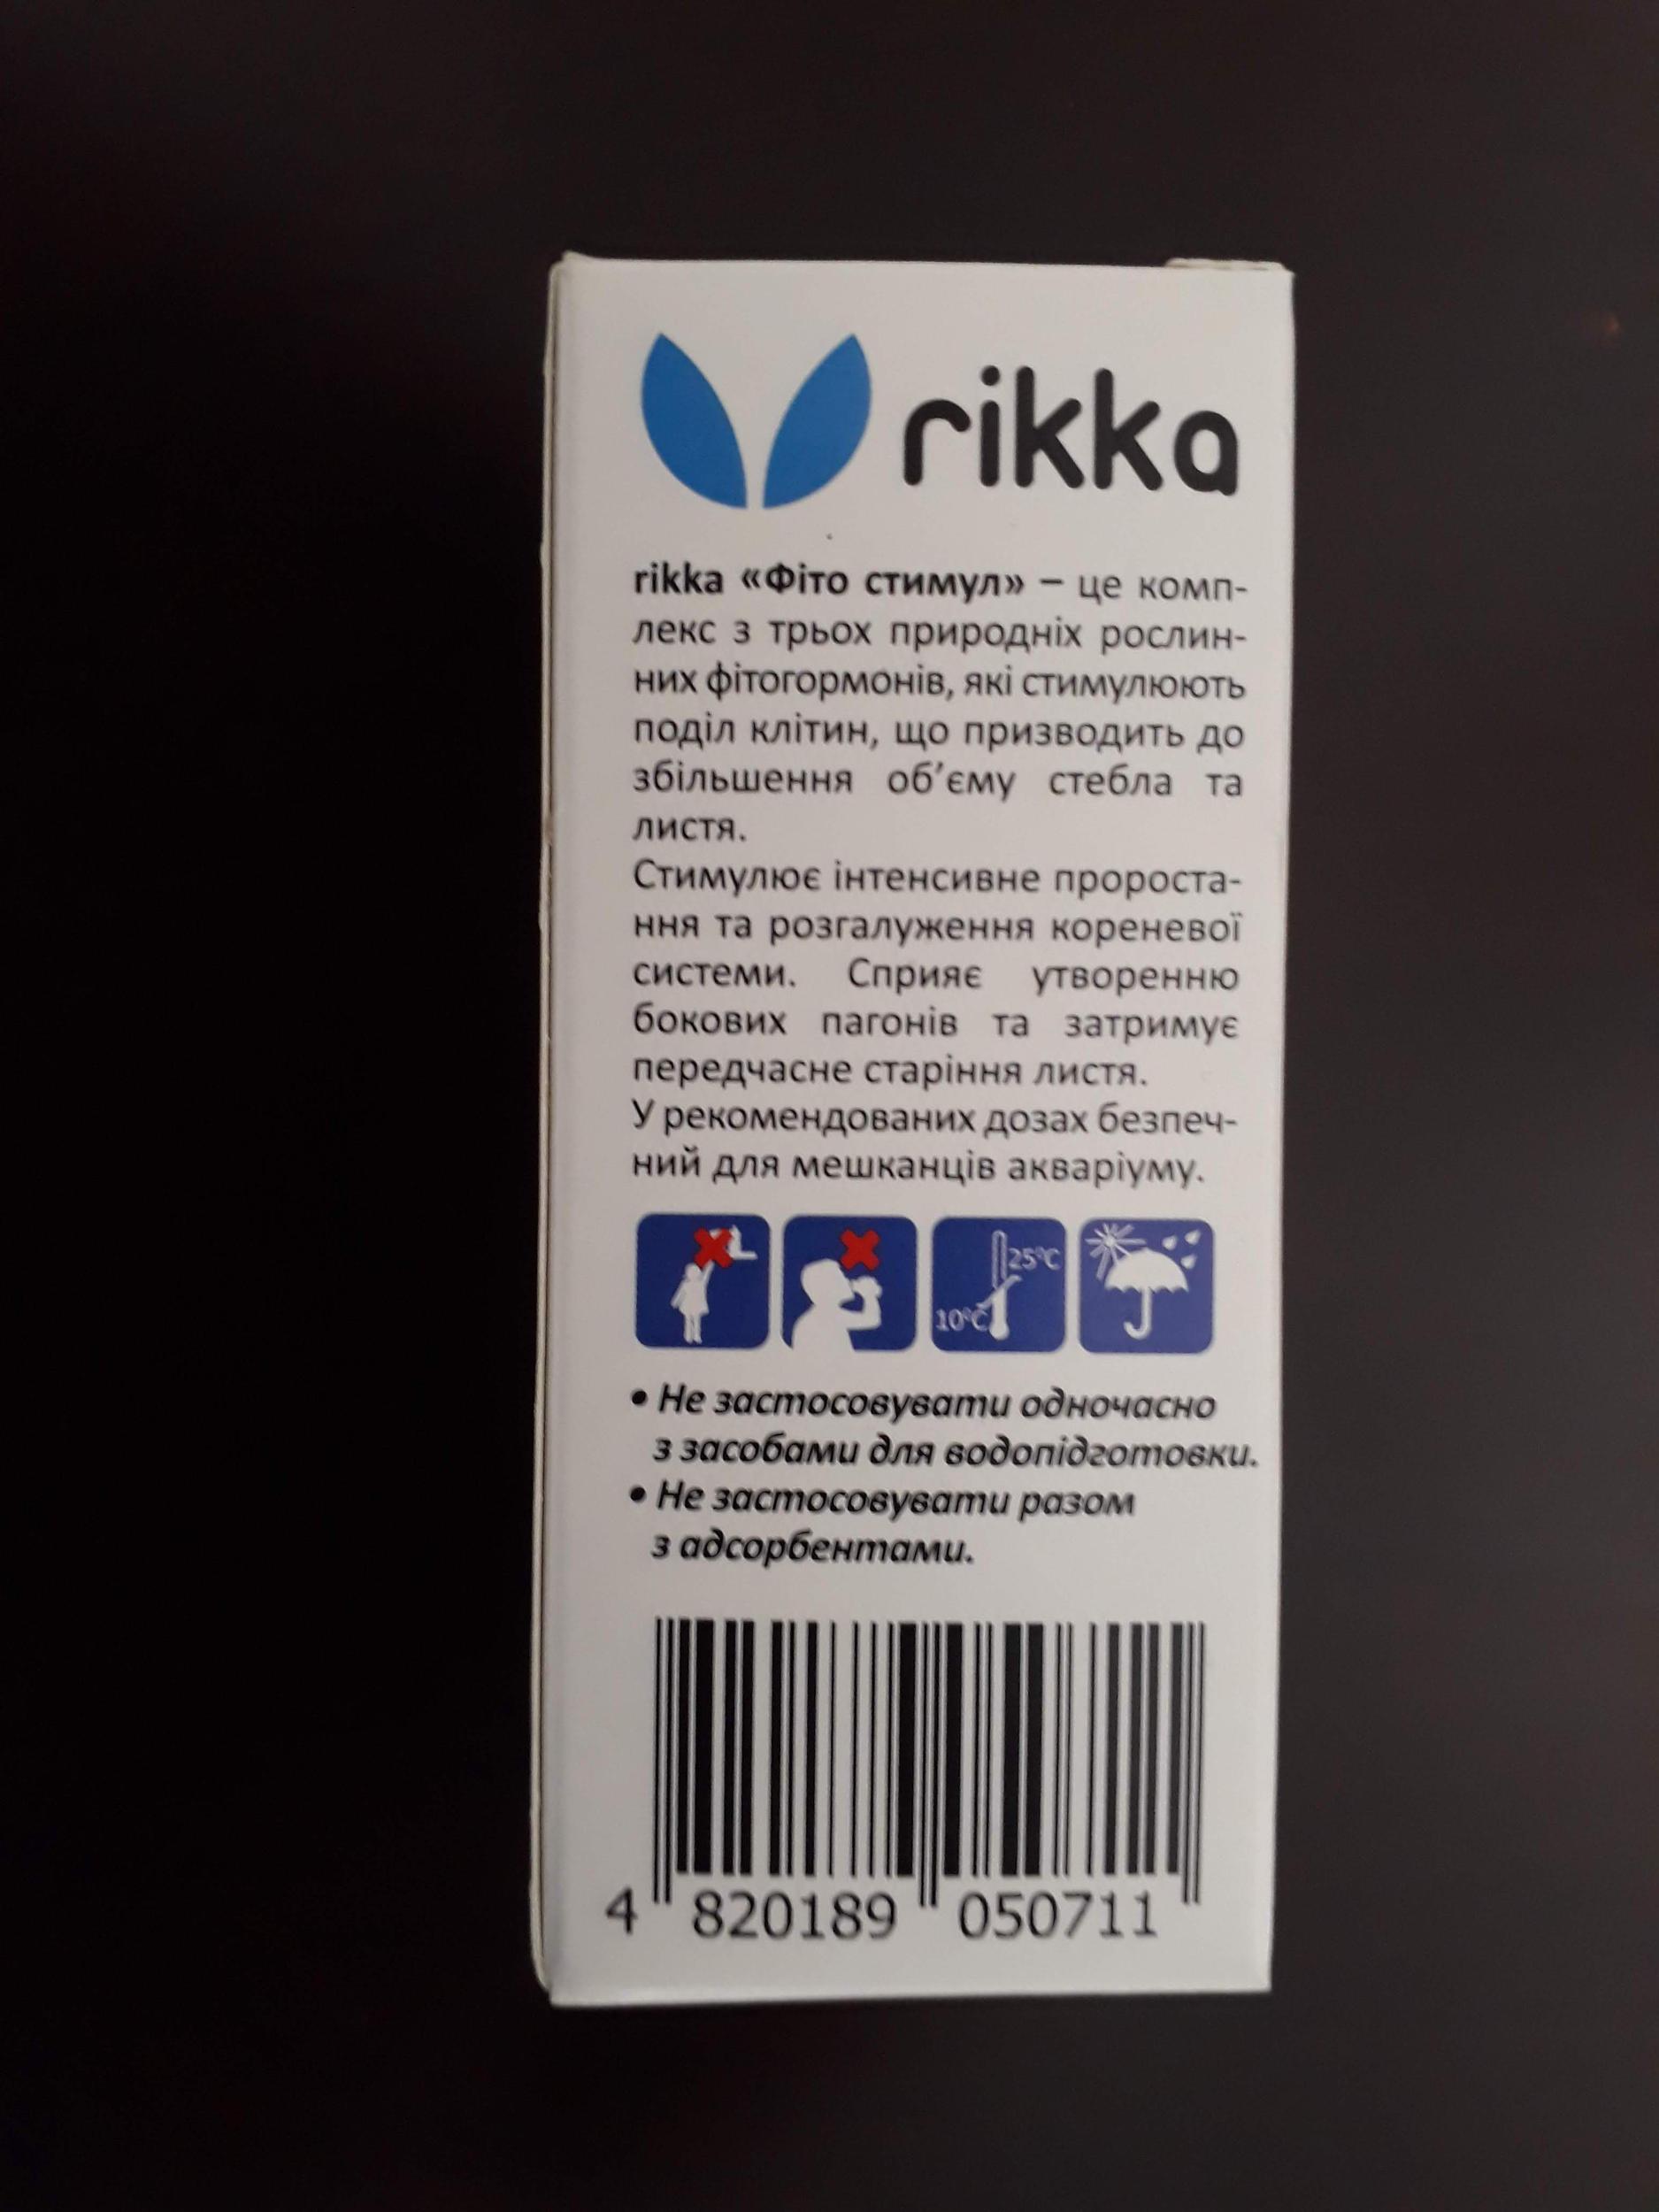 rikka
rikka «Фіто стимул» – це комп-
лекс з трьох природніх рослин-
них фітогормонів, які стимулюють
поділ клітин, що призводить до
збільшення об’єму стебла та
листя.
Стимулює інтенсивне пророста-
ння та розгалуження кореневої
системи. Сприяє утворенню
бокових пагонів та затримує
передчасне старіння листя.
У рекомендованих дозах безпеч-
ний для мешканців акваріуму.
25°C
10°C
• Не застосовувати одночасно
з засобами для водопідготовки.
• Не застосовувати разом
з адсорбентами.
4 820189 050711